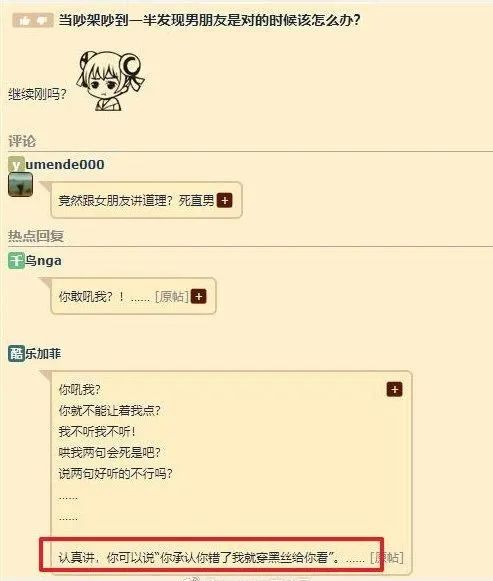 当吵架吵到一半发现男朋友是对的时候该怎么办?
继续刚吗?
评论
yumende000
竟然跟女朋友讲道理? 死直男
热点回复
千鸟nga
你敢吼我?! ...... [原帖]
酷乐加菲
你吼我?
你就不能让着我点?
我不听我不听!
哄我两句会死是吧?
说两句好听的不行吗?
......
......
认真讲,你可以说“你承认你错了我就穿黑丝给你看”。...... [原帖]